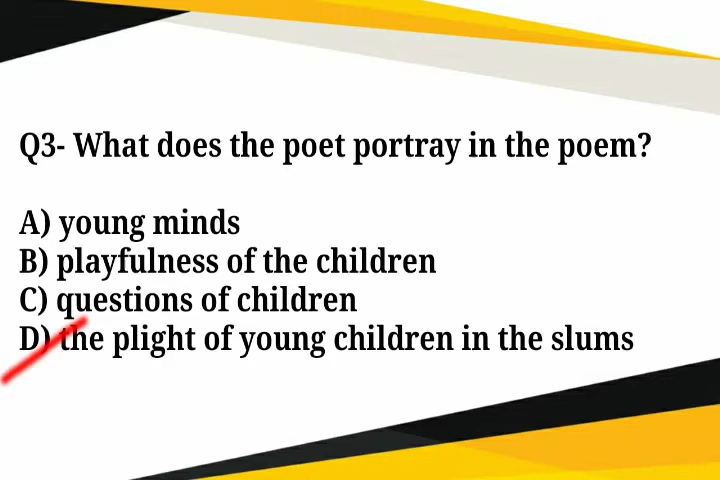 Q3- What does the poet portray in the poem?
A) young minds
B) playfulness of the children
C) questions of children
D) the plight of young children in the slums